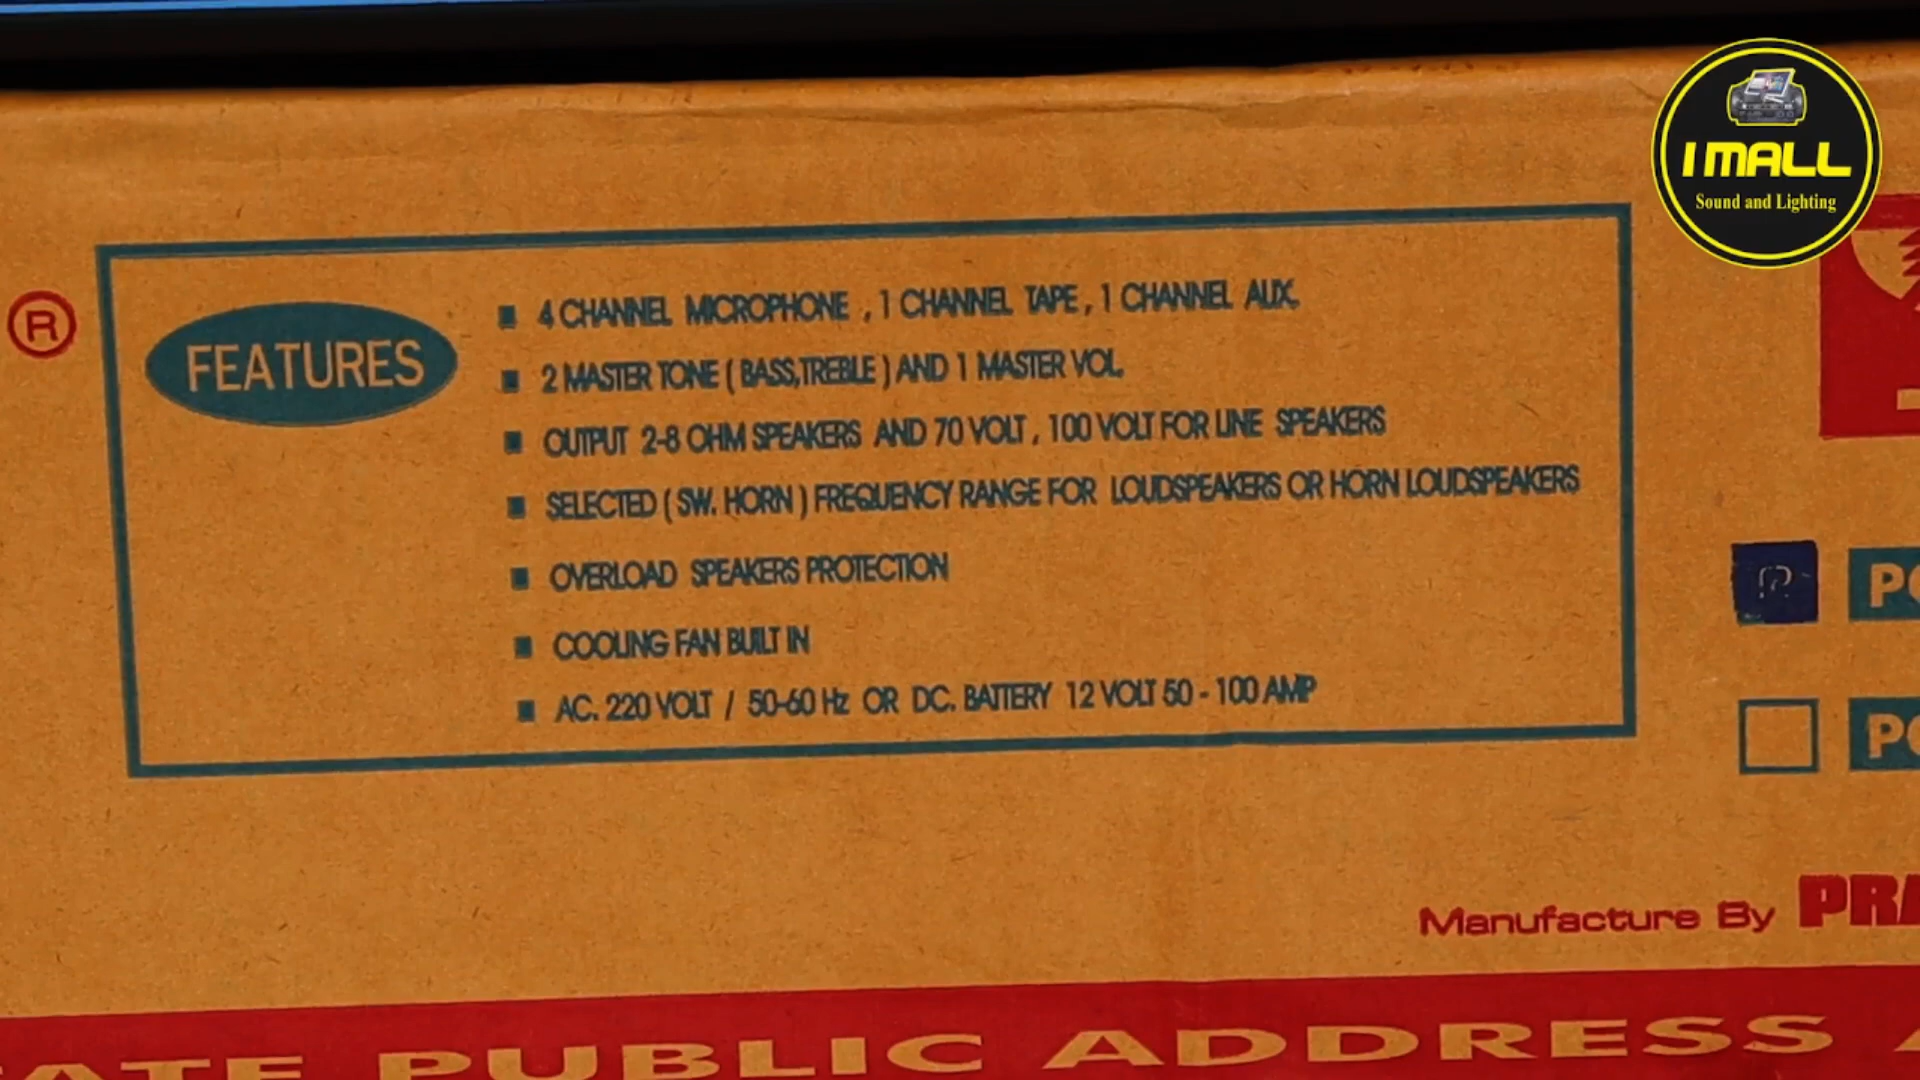 I MALL
Sound and Lighting
®
FEATURES
4 CHANNEL MICROPHONE , 1 CHANNEL TAPE , 1 CHANNEL AUX.
2 MASTER TONE ( BASS,TREBLE ) AND 1 MASTER VOL.
OUTPUT 2-8 OHM SPEAKERS AND 70 VOLT , 100 VOLT FOR LINE SPEAKERS
SELECTED ( SW. HORN ) FREQUENCY RANGE FOR LOUDSPEAKERS OR HORN LOUDSPEAKERS
OVERLOAD SPEAKERS PROTECTION
COOLING FAN BUILT IN
AC. 220 VOLT / 50-60 Hz OR DC. BATTERY 12 VOLT 50 - 100 AMP
Manufacture By
PUBLIC ADDRESS